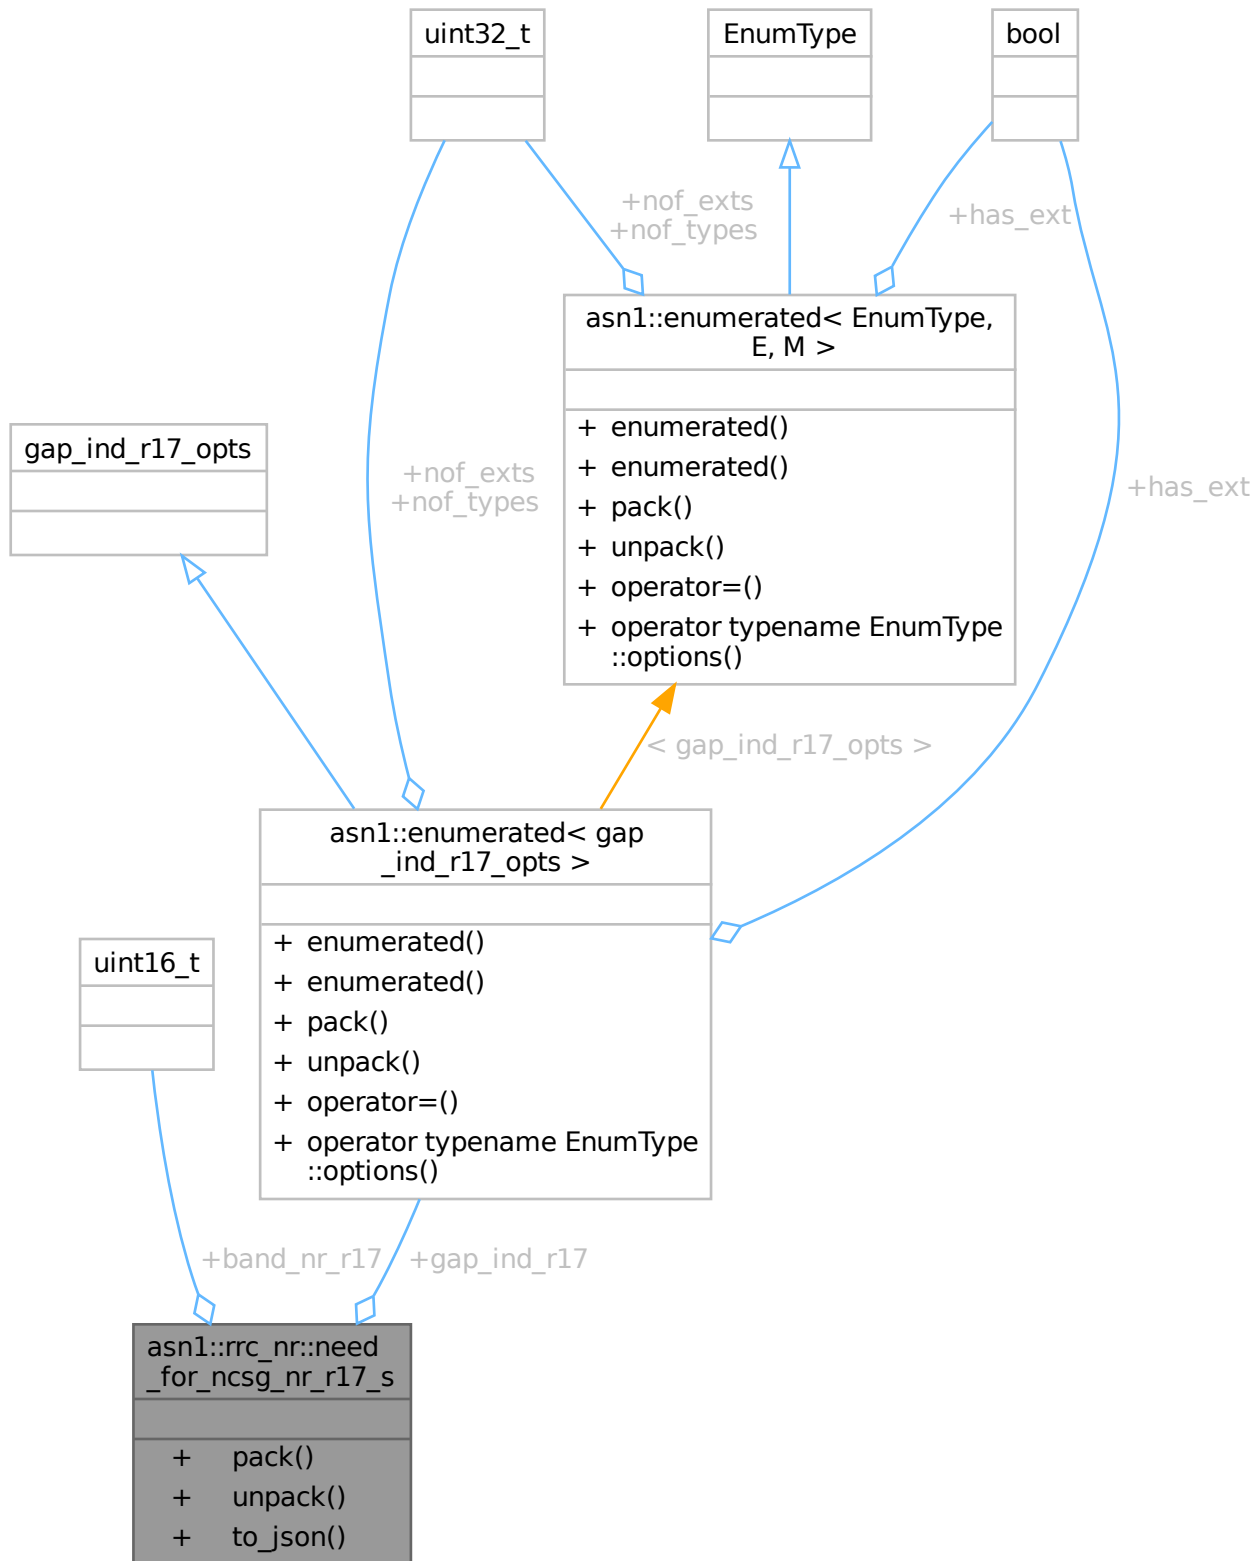 uint32_t
EnumType
bool
+nof_exts
+nof_types
+has_ext
asn1::enumerated< EnumType,
E, M >
+ enumerated()
+ enumerated()
+ pack()
+ unpack()
+ operator=()
+ operator typename EnumType
::options()
gap_ind_r17_opts
+nof_exts
+nof_types
+has_ext
< gap_ind_r17_opts >
asn1::enumerated< gap
_ind_r17_opts >
+ enumerated()
+ enumerated()
+ pack()
+ unpack()
+ operator=()
+ operator typename EnumType
::options()
uint16_t
+band_nr_r17
+gap_ind_r17
asn1::rrc_nr::need
_for_ncsg_nr_r17_s
+ pack()
+ unpack()
+ to_json()